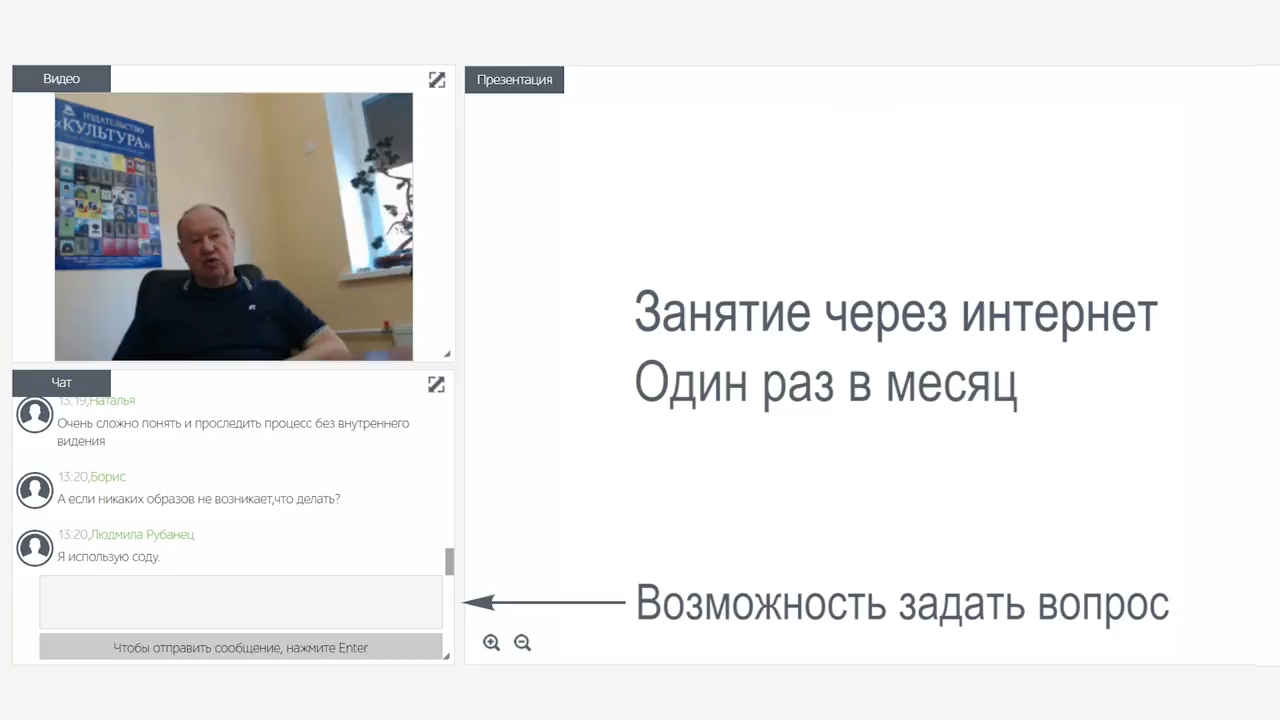 Видео
ИЗДАТЕЛЬСТВО
«КУЛЬТУРА»
Чат
13:19,Наталья
Очень сложно понять и проследить процесс без внутреннего
видения
13:20,Борис
А если никаких образов не возникает,что делать?
13:20,Людмила Рубанец
Я использую соду.
Чтобы отправить сообщение, нажмите Enter
Презентация
Занятие через интернет
Один раз в месяц
Возможность задать вопрос